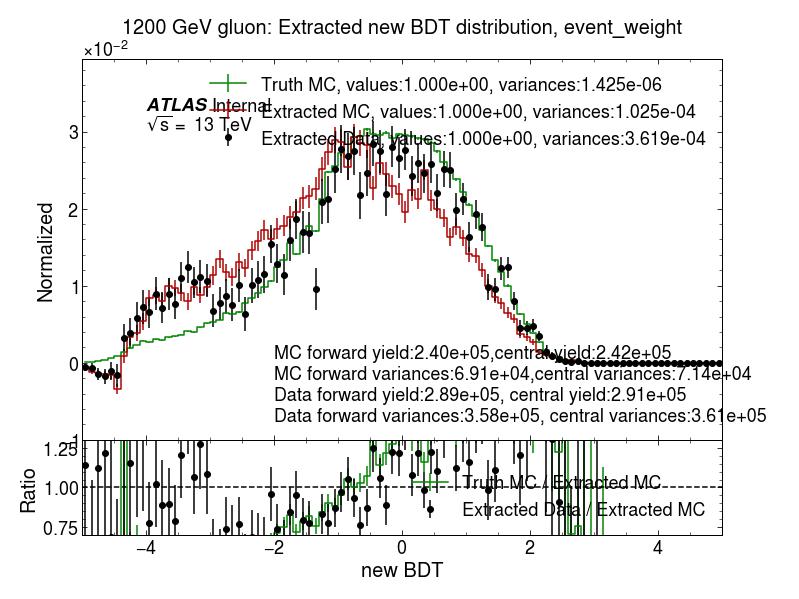 1200 GeV gluon: Extracted new BDT distribution, event_weight
×10⁻²
Truth MC, values:1.000e+00, variances:1.425e-06
ATLAS Internal
Extracted MC, values:1.000e+00, variances:1.025e-04
√s = 13 TeV
Extracted Data, values:1.000e+00, variances:3.619e-04
3
2
1
0
−1
Normalized
MC forward yield:2.40e+05,central yield:2.42e+05
MC forward variances:6.91e+04,central variances:7.14e+04
Data forward yield:2.89e+05, central yield:2.91e+05
Data forward variances:3.58e+05, central variances:3.61e+05
1.25
1.00
0.75
Ratio
Truth MC / Extracted MC
Extracted Data / Extracted MC
−4 −2 0 2 4
new BDT